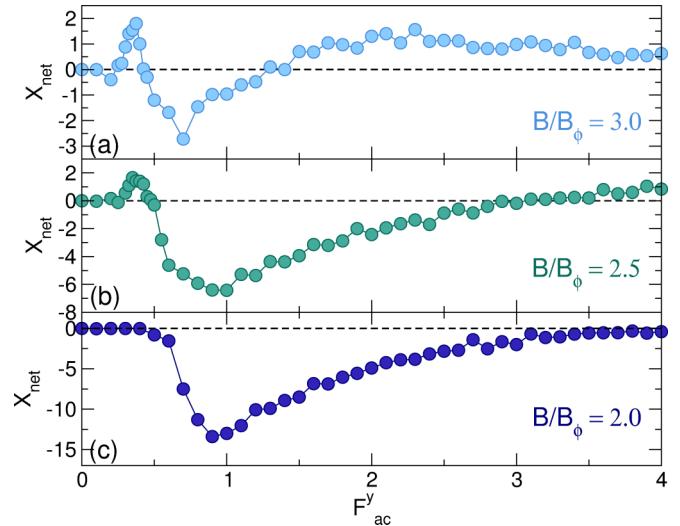 2
1
0
-1
-2
-3
X_net
(a)
B/B_ϕ = 3.0
2
0
-2
-4
-6
-8
X_net
(b)
B/B_ϕ = 2.5
0
-5
-10
-15
X_net
(c)
B/B_ϕ = 2.0
0 1 2 3 4
F^y_ac